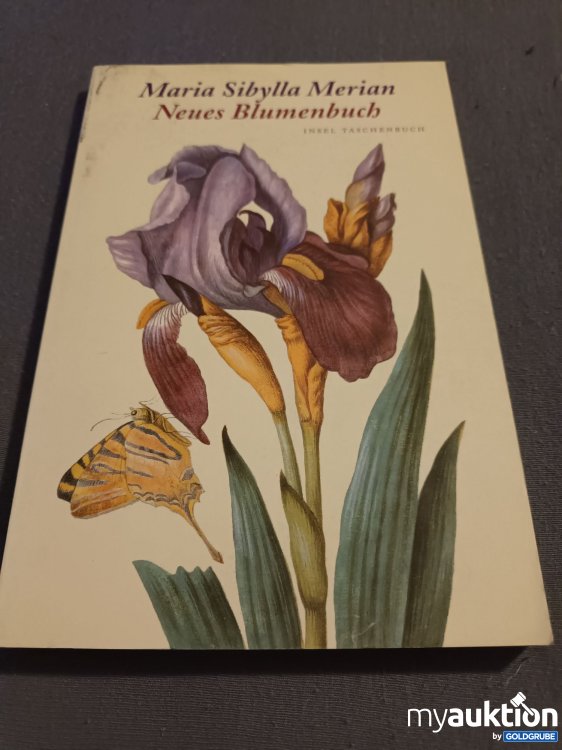 Maria Sibylla Merian
Neues Blumenbuch
INSEL TASCHENBUCH
myauktion
by GOLDGRUBE